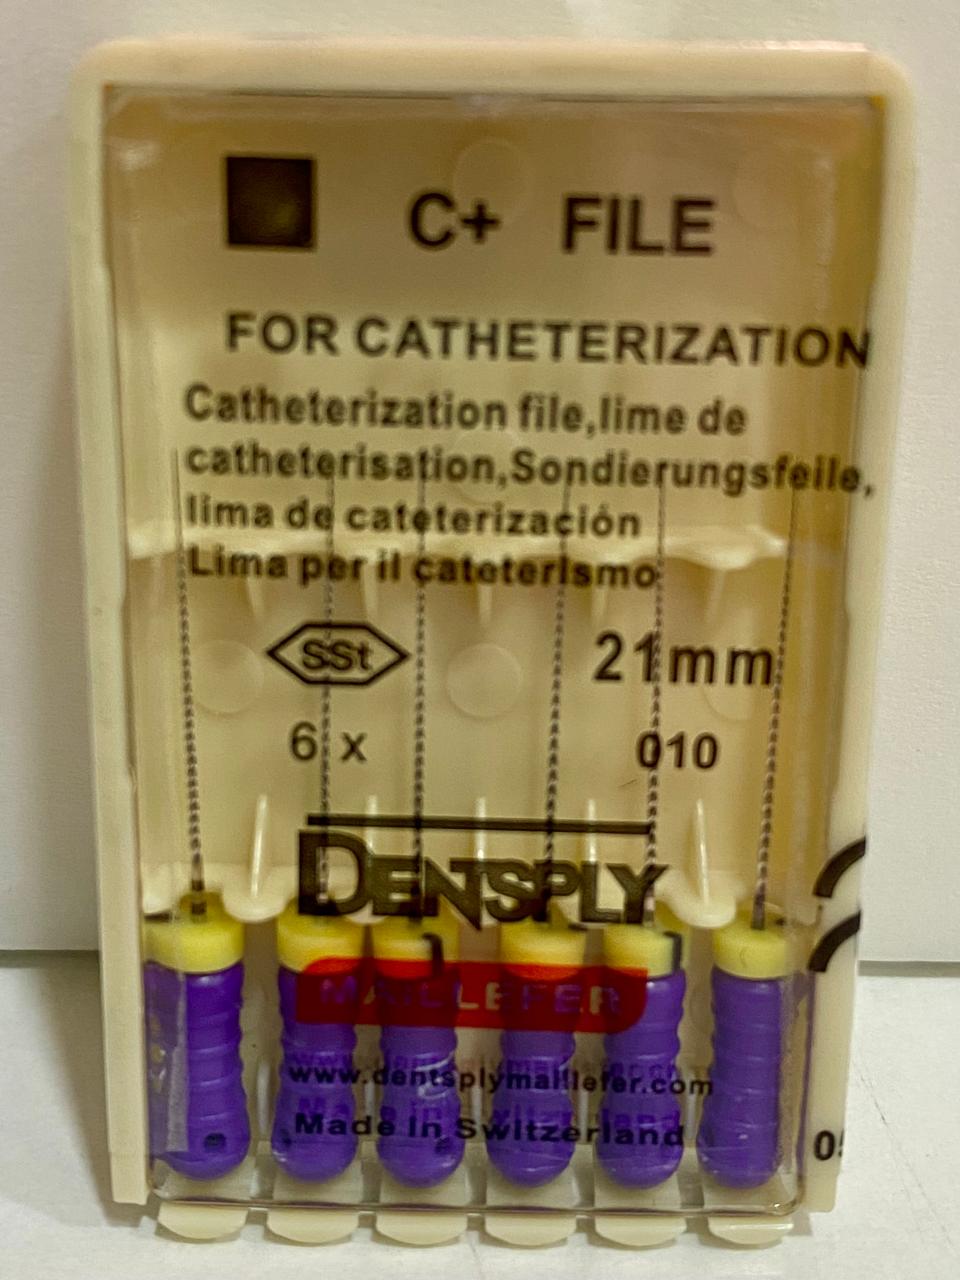 C+ FILE
FOR CATHETERIZATION
Catheterization file,lime de
catheterisation,Sondierungsfeile,
lima de cateterización
Lima per il cateterismo
SSt
21mm
6 x
010
DENTSPLY
MAILLEFER
www.dentsplymaillefer.com
Made in Switzerland